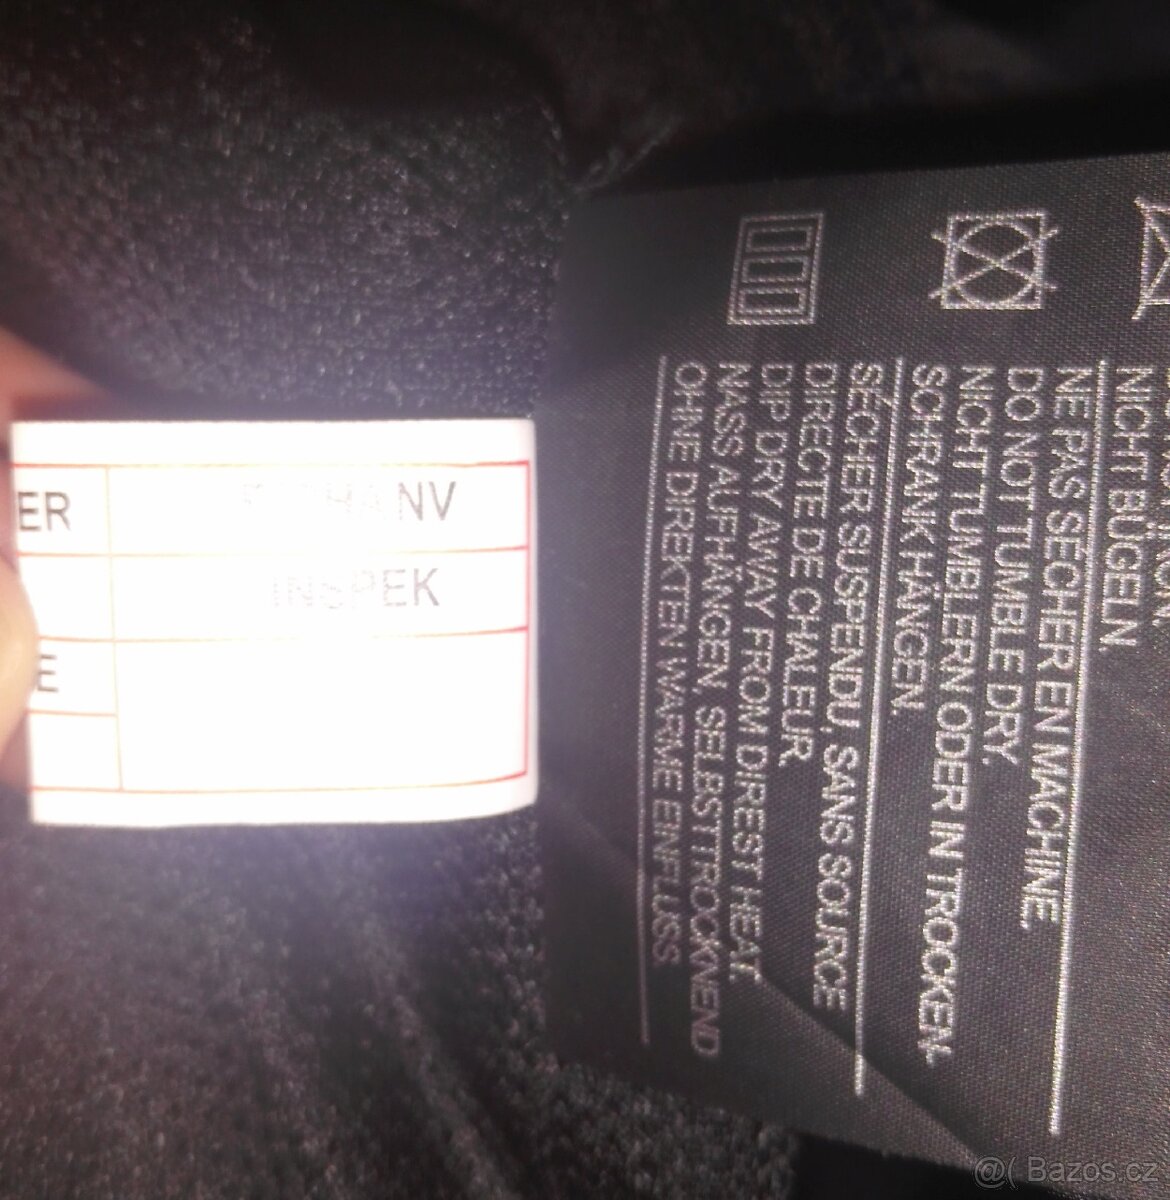 ER
NV
INSPEK
E
NICHT BÜGELN.
NE PAS SÉCHER EN MACHINE.
DO NOT TUMBLE DRY.
NICHT TUMBLERN ODER IN TROCKEN-
SCHRANK HÄNGEN.
SÉCHER SUSPENDU, SANS SOURCE
DIRECTE DE CHALEUR
DIP DRY AWAY FROM DIREST HEAT.
NASS AUFHÄNGEN, SELBSTTROCKNEND
OHNE DIREKTEN WARME EINFLUSS
@( Bazos.cz